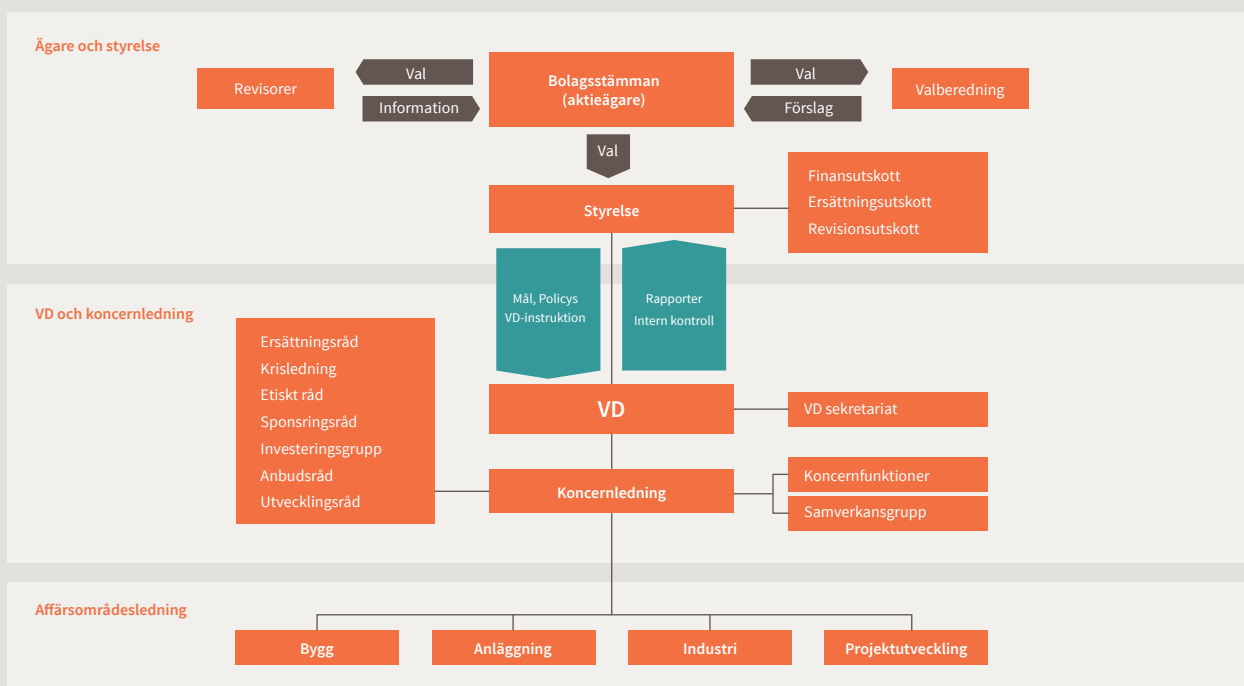 Ägare och styrelse
Revisorer
Val
Information
Bolagsstämman
(aktieägare)
Val
Förslag
Valberedning
Val
Styrelse
Finansutskott
Ersättningsutskott
Revisionsutskott
Mål, Policys
VD-instruktion
Rapporter
Intern kontroll
VD och koncernledning
Ersättningsråd
Krisledning
Etiskt råd
Sponsringsråd
Investeringsgrupp
Anbudsråd
Utvecklingsråd
VD
VD sekretariat
Koncernledning
Koncernfunktioner
Samverkansgrupp
Affärsområdesledning
Bygg
Anläggning
Industri
Projektutveckling